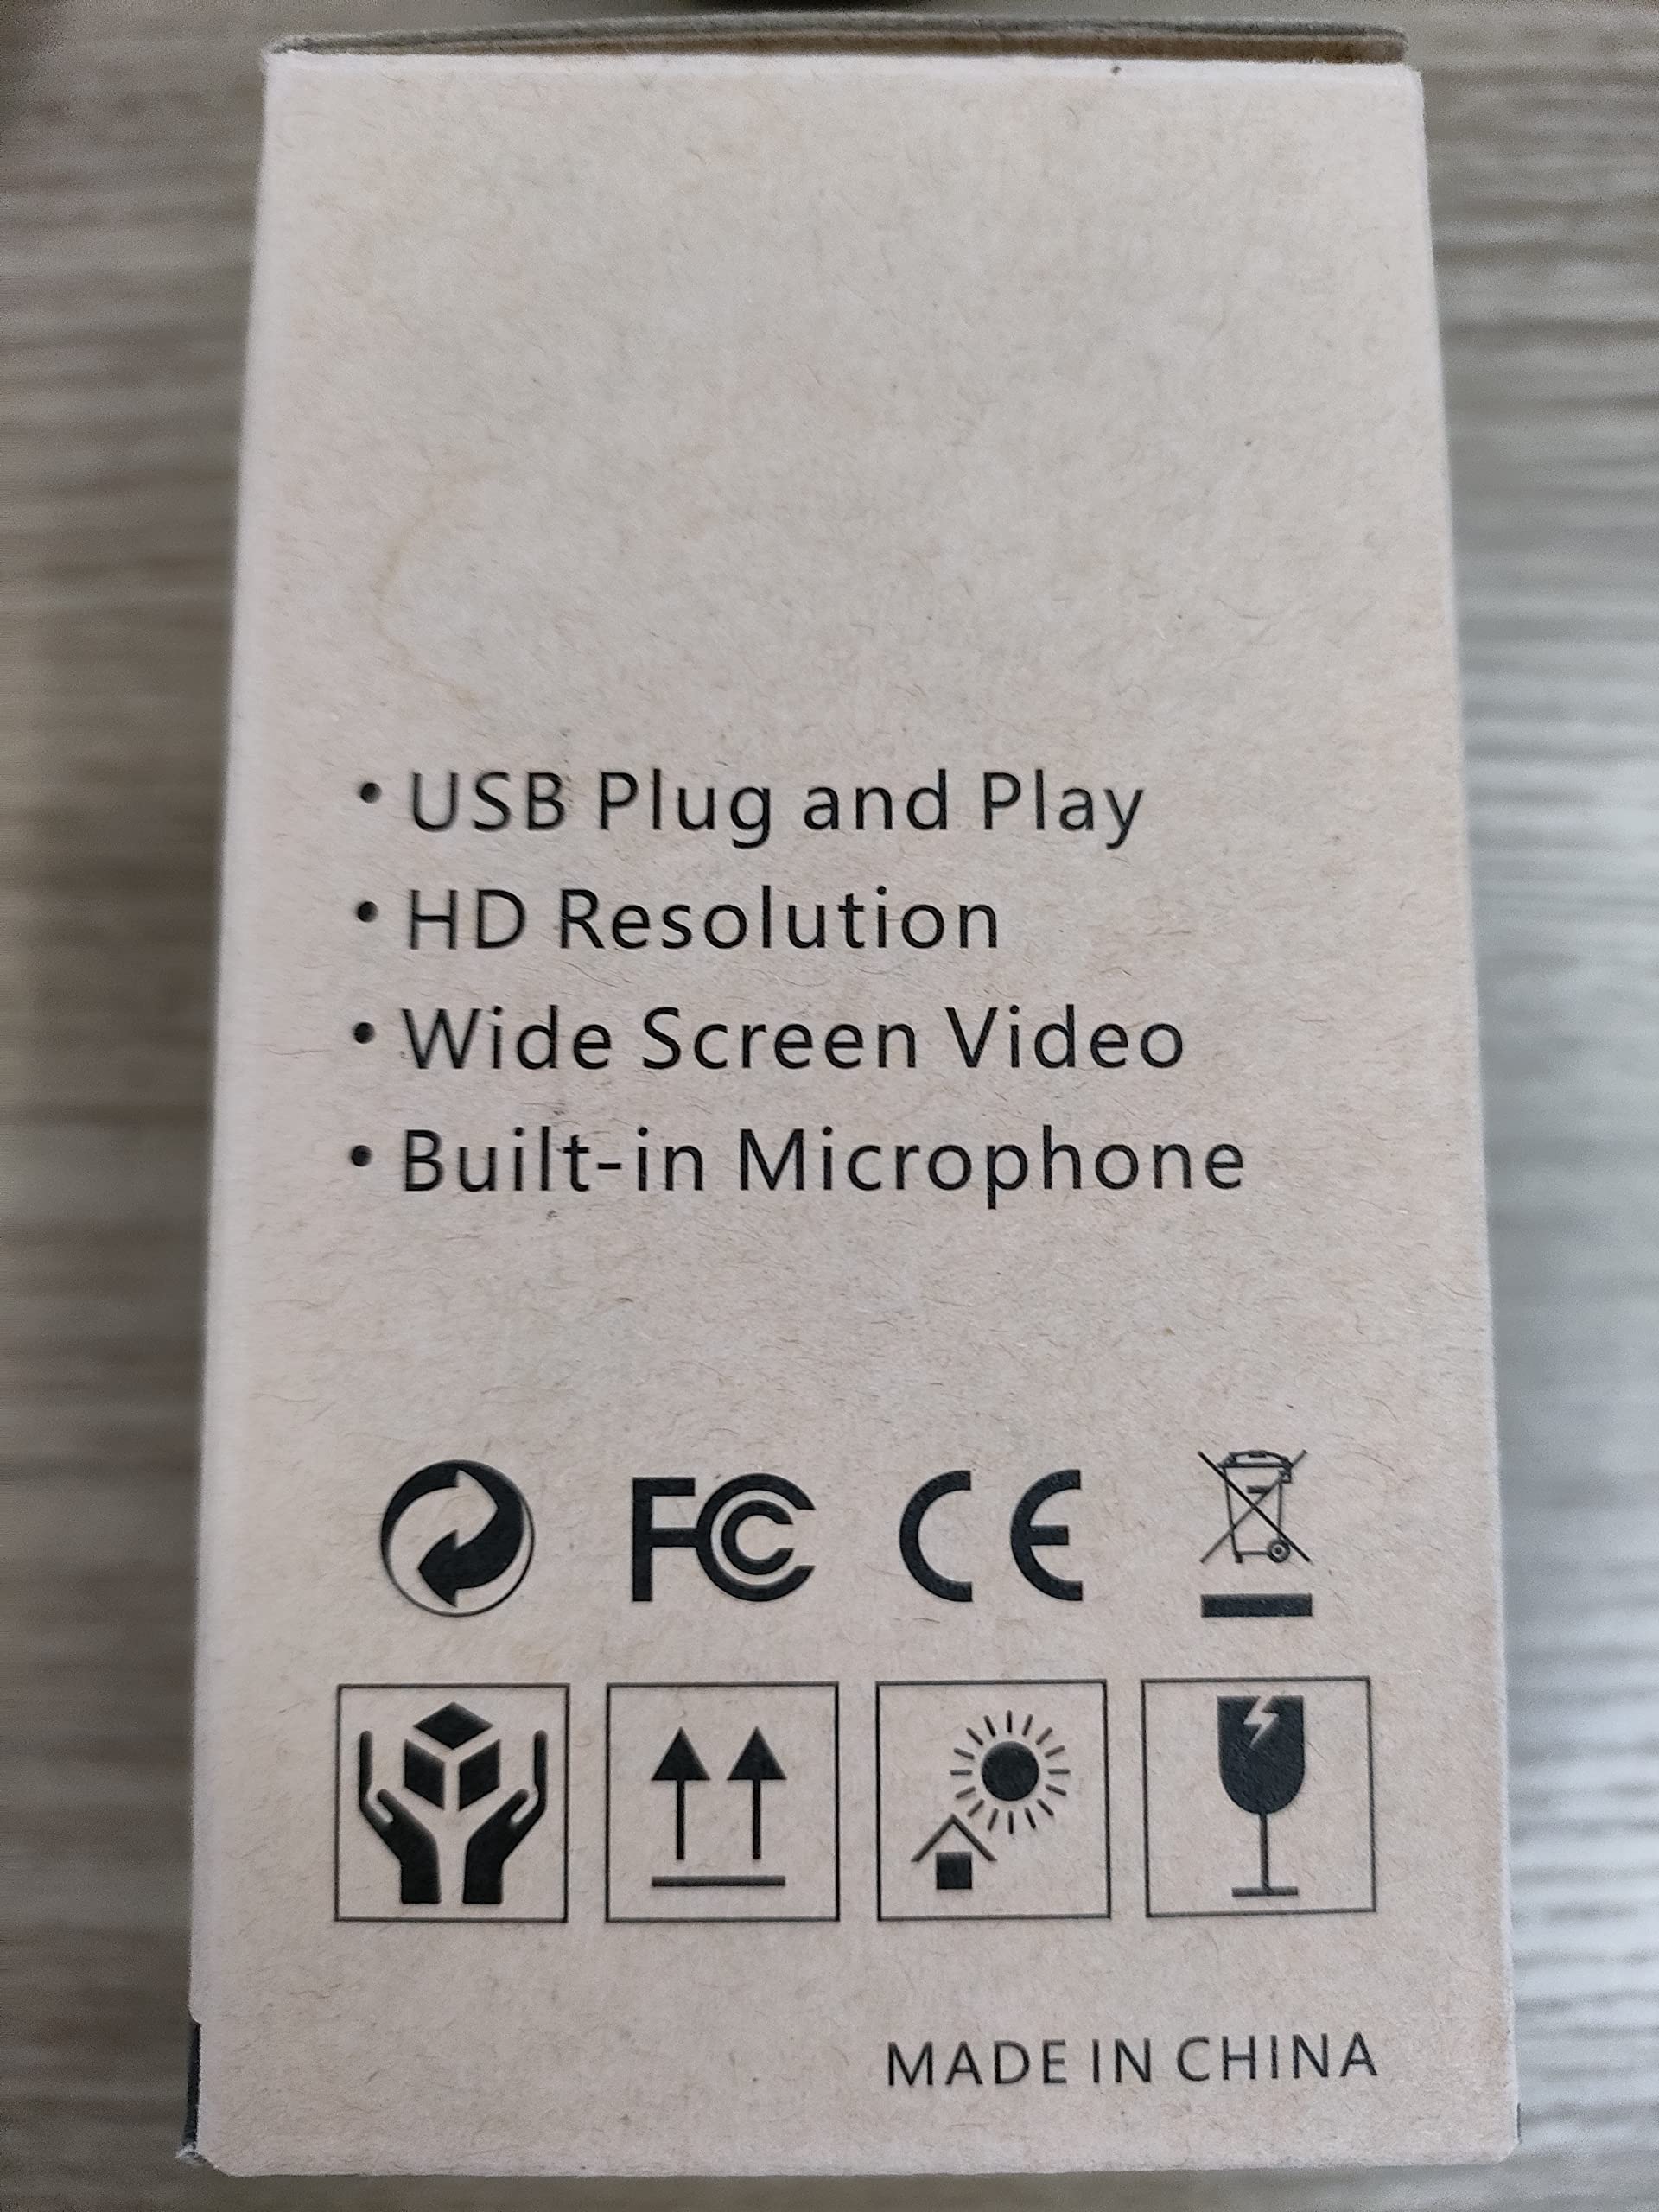 • USB Plug and Play
• HD Resolution
• Wide Screen Video
• Built-in Microphone
FC CE
MADE IN CHINA